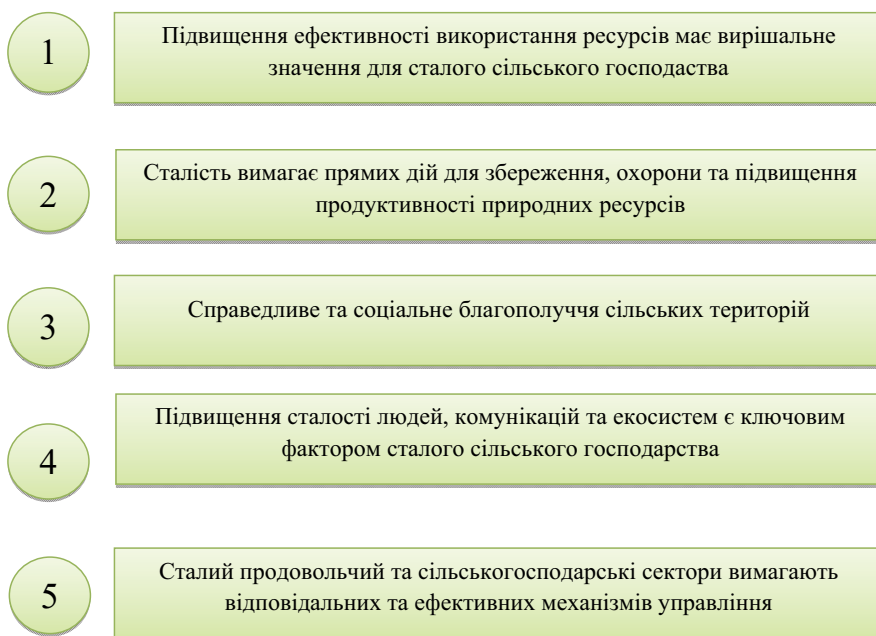 1
Підвищення ефективності використання ресурсів має вирішальне
значення для сталого сільського господаства
2
Сталість вимагає прямих дій для збереження, охорони та підвищення
продуктивності природних ресурсів
3
Справедливе та соціальне благополуччя сільських територій
4
Підвищення сталості людей, комунікацій та екосистем є ключовим
фактором сталого сільського господарства
5
Сталий продовольчий та сільськогосподарські сектори вимагають
відповідальних та ефективних механізмів управління